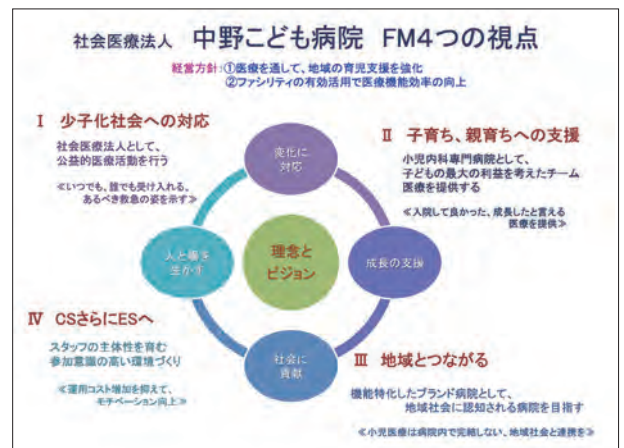 社会医療法人 中野こども病院 FM4つの視点
経営方針:①医療を通して、地域の育児支援を強化
②ファシリティの有効活用で医療機能効率の向上
Ⅰ 少子化社会への対応
社会医療法人として、
公益的医療活動を行う
≪いつでも、誰でも受け入れる、
あるべき救急の姿を示す≫
変化に
対応
Ⅱ 子育ち、親育ちへの支援
小児内科専門病院として、
子どもの最大の利益を考えたチーム
医療を提供する
≪入院して良かった、成長したと言える
医療を提供≫
人と場を
生かす
理念と
ビジョン
成長の支援
Ⅳ CSさらにESへ
スタッフの主体性を育む
参加意識の高い環境づくり
≪運用コスト増加を抑えて、
モチベーション向上≫
社会に
貢献
Ⅲ 地域とつながる
機能特化したブランド病院として、
地域社会に認知される病院を目指す
≪小児医療は病院内で完結しない、地域社会と連携を≫